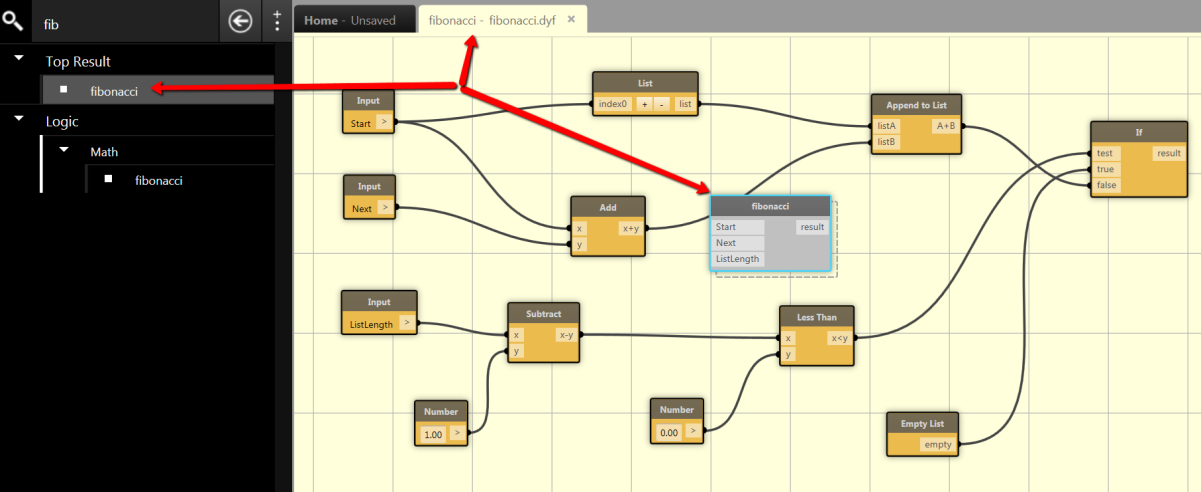 fib
Top Result
fibonacci
Logic
Math
fibonacci
Home - Unsaved
fibonacci - fibonacci.dyf ×
Input
Start >
List
index0 + - list
Append to List
listA A+B
listB
If
test result
true
false
Input
Next >
Add
x x+y
y
fibonacci
Start result
Next
ListLength
Input
ListLength >
Subtract
x x-y
y
Less Than
x x<y
y
Number
1.00 >
Number
0.00 >
Empty List
empty